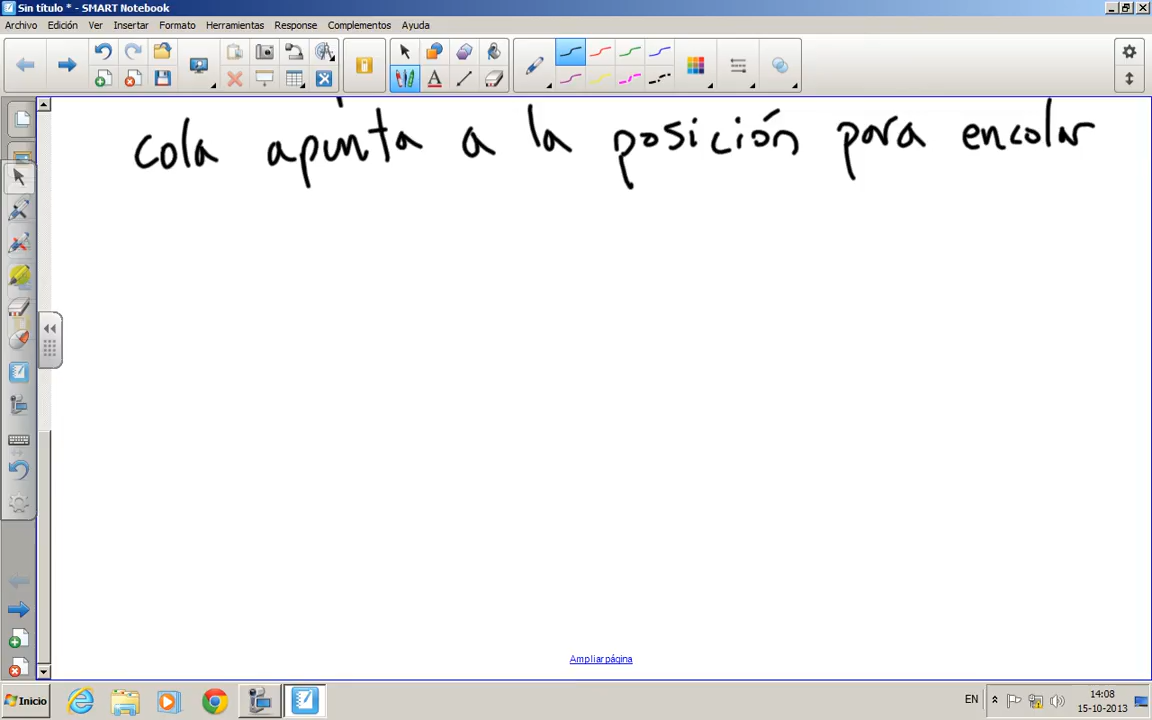 Sin título * - SMART Notebook
Archivo Edición Ver Insertar Formato Herramientas Response Complementos Ayuda
cola apunta a la posición para encolar
Ampliar página
Inicio
EN
14:08
15-10-2013